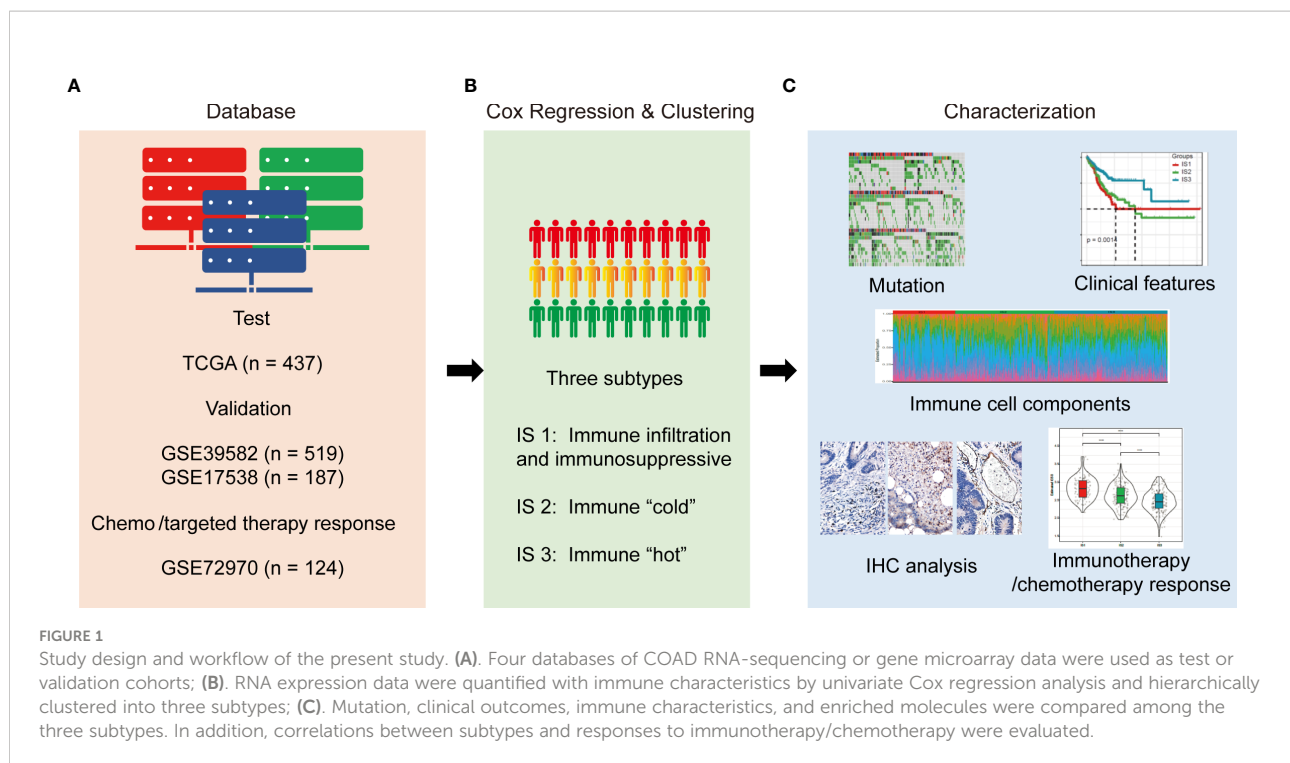 A
Database
Test
TCGA (n = 437)
Validation
GSE39582 (n = 519)
GSE17538 (n = 187)
Chemo/targeted therapy response
GSE72970 (n = 124)
B
Cox Regression & Clustering
Three subtypes
IS 1: Immune infiltration
and immunosuppressive
IS 2: Immune “cold”
IS 3: Immune “hot”
C
Characterization
Mutation
Groups
IS1
IS2
IS3
p = 0.0014
Clinical features
Immune cell components
IHC analysis
Immunotherapy
/chemotherapy response
FIGURE 1
Study design and workflow of the present study. (A). Four databases of COAD RNA-sequencing or gene microarray data were used as test or
validation cohorts; (B). RNA expression data were quantified with immune characteristics by univariate Cox regression analysis and hierarchically
clustered into three subtypes; (C). Mutation, clinical outcomes, immune characteristics, and enriched molecules were compared among the
three subtypes. In addition, correlations between subtypes and responses to immunotherapy/chemotherapy were evaluated.